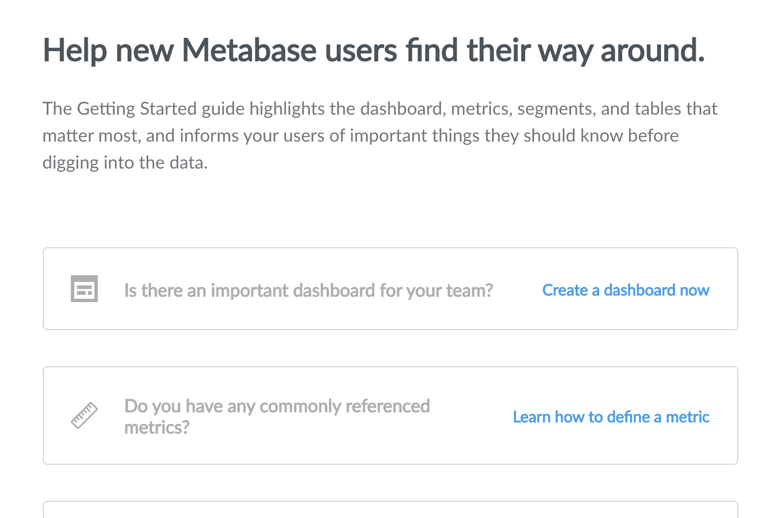 Help new Metabase users find their way around.
The Getting Started guide highlights the dashboard, metrics, segments, and tables that
matter most, and informs your users of important things they should know before
digging into the data.
Is there an important dashboard for your team?
Create a dashboard now
Do you have any commonly referenced
metrics?
Learn how to define a metric